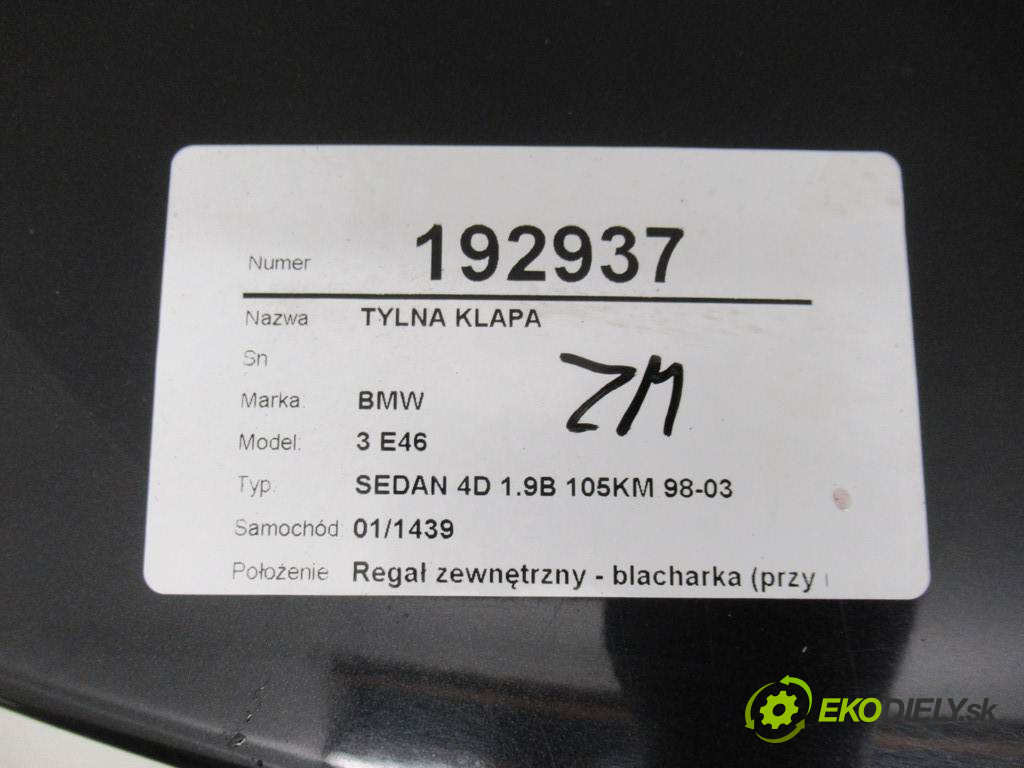 Numer 192937
Nazwa TYLNA KLAPA
Sn
ZM
Marka: BMW
Model: 3 E46
Typ. SEDAN 4D 1.9B 105KM 98-03
Samochód 01/1439
Położenie Regał zewnętrzny - blacharka (przy
EKODIELY.sk